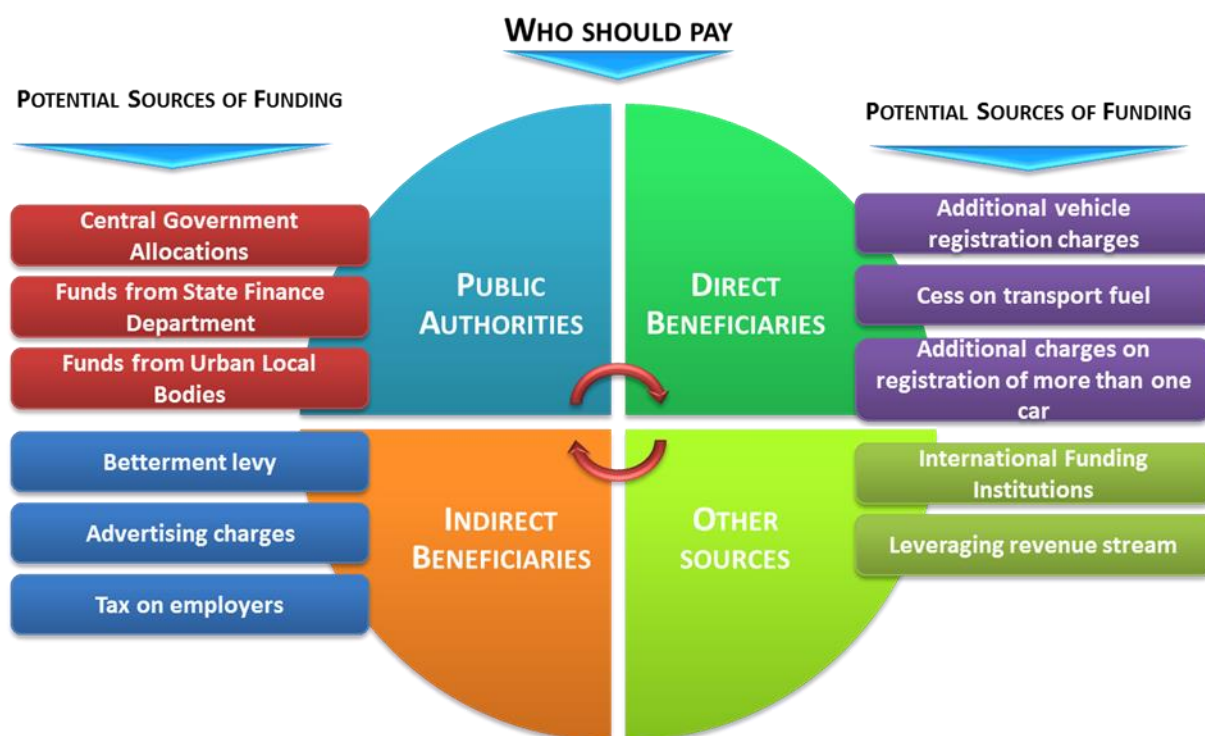 WHO SHOULD PAY
POTENTIAL SOURCES OF FUNDING
Central Government
Allocations
Funds from State Finance
Department
Funds from Urban Local
Bodies
Betterment levy
Advertising charges
Tax on employers
PUBLIC
AUTHORITIES
DIRECT
BENEFICIARIES
INDIRECT
BENEFICIARIES
OTHER
SOURCES
POTENTIAL SOURCES OF FUNDING
Additional vehicle
registration charges
Cess on transport fuel
Additional charges on
registration of more than one
car
International Funding
Institutions
Leveraging revenue stream